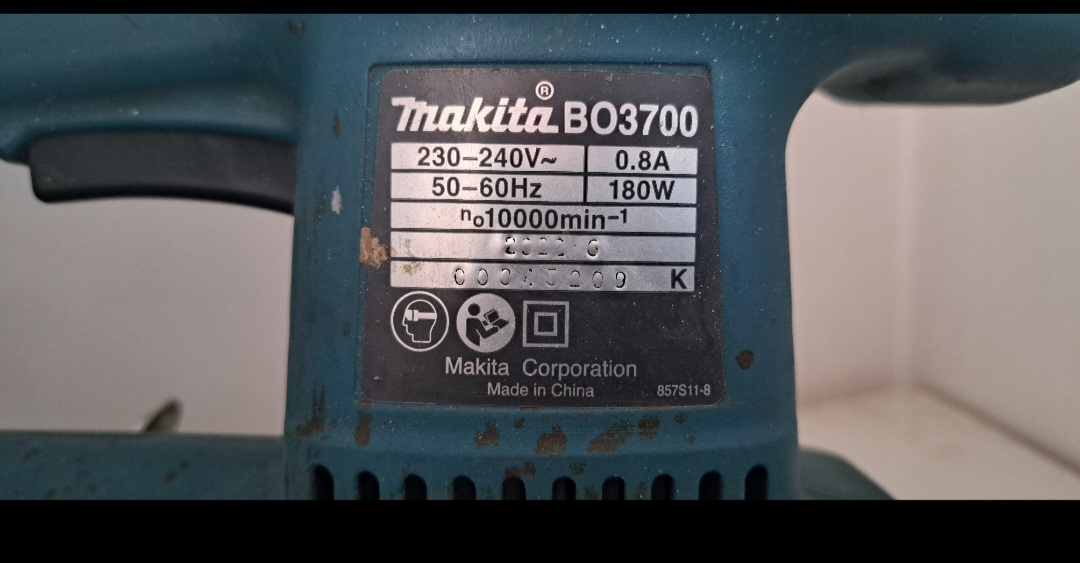 makita® BO3700
230–240V~ 0.8A
50–60Hz 180W
n₀10000min⁻¹
K
Makita Corporation
Made in China 857S11-8